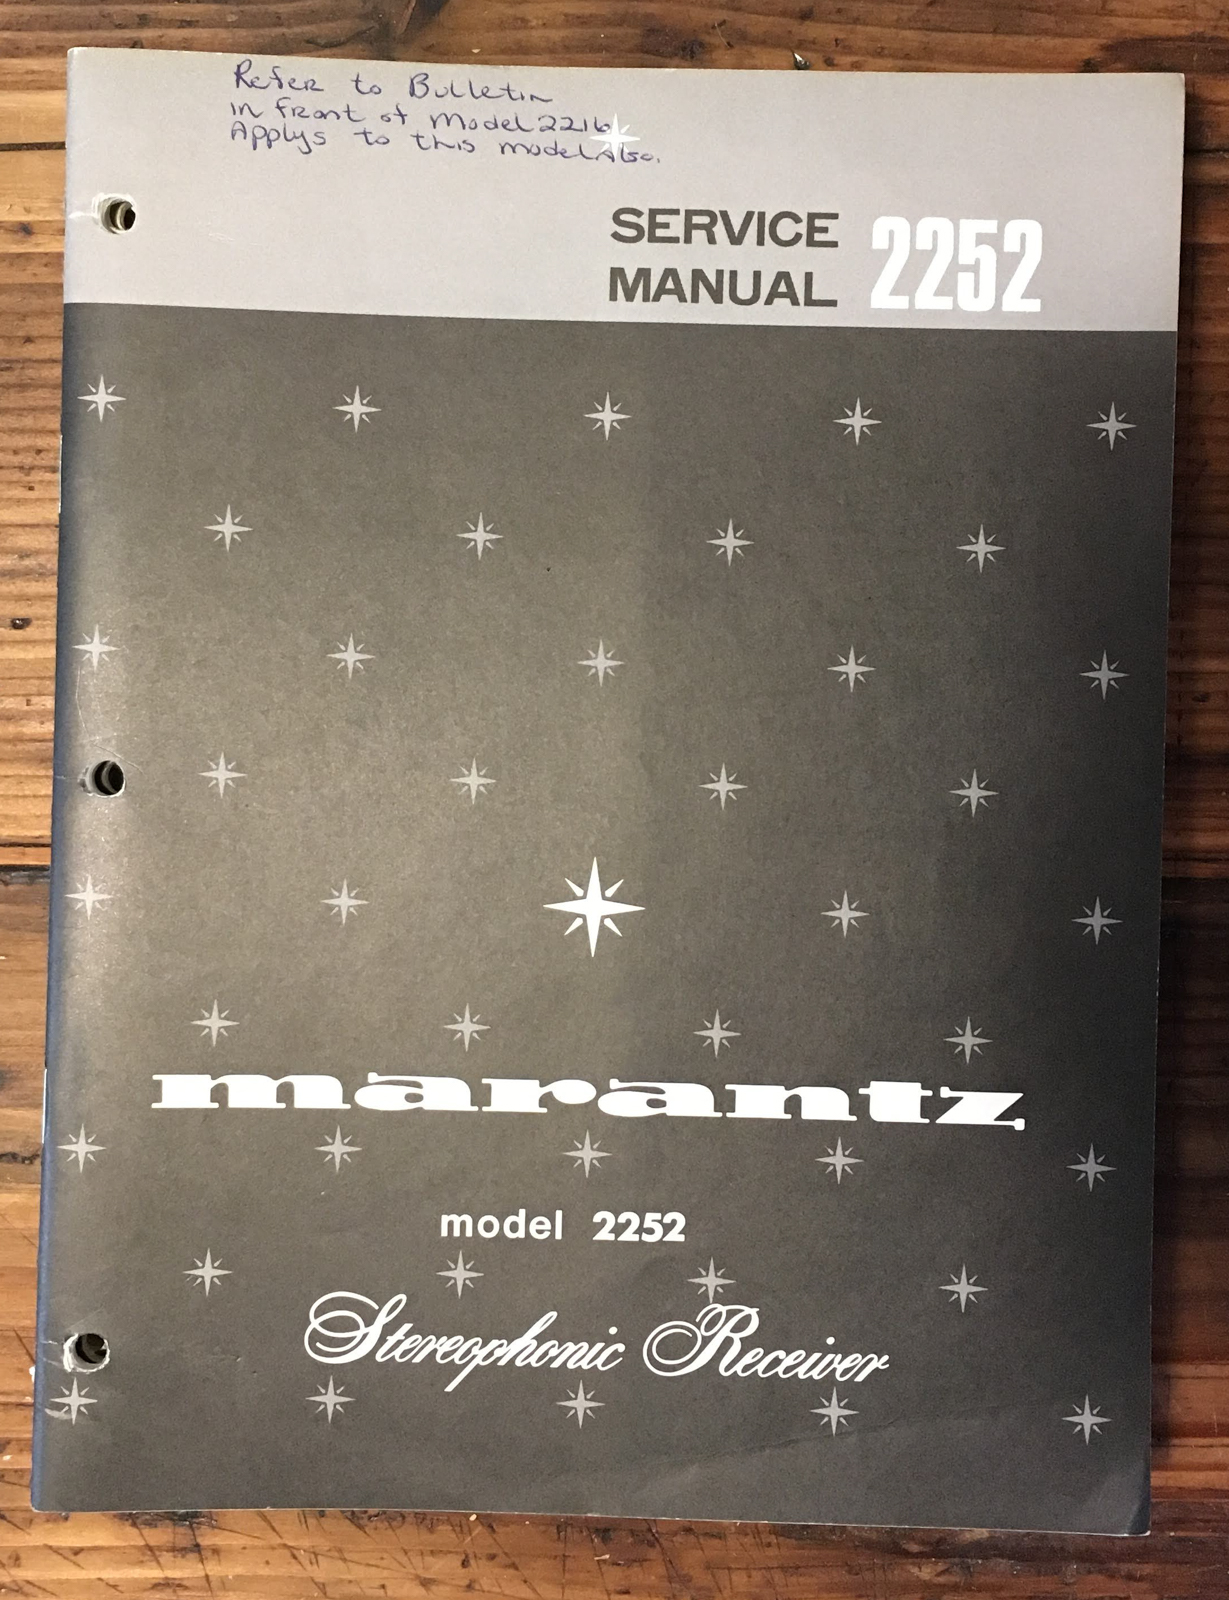 Refer to Bulletin
in front of Model 2216
Applys to this model Also.
SERVICE
MANUAL 2252
marantz
model 2252
Stereophonic Receiver